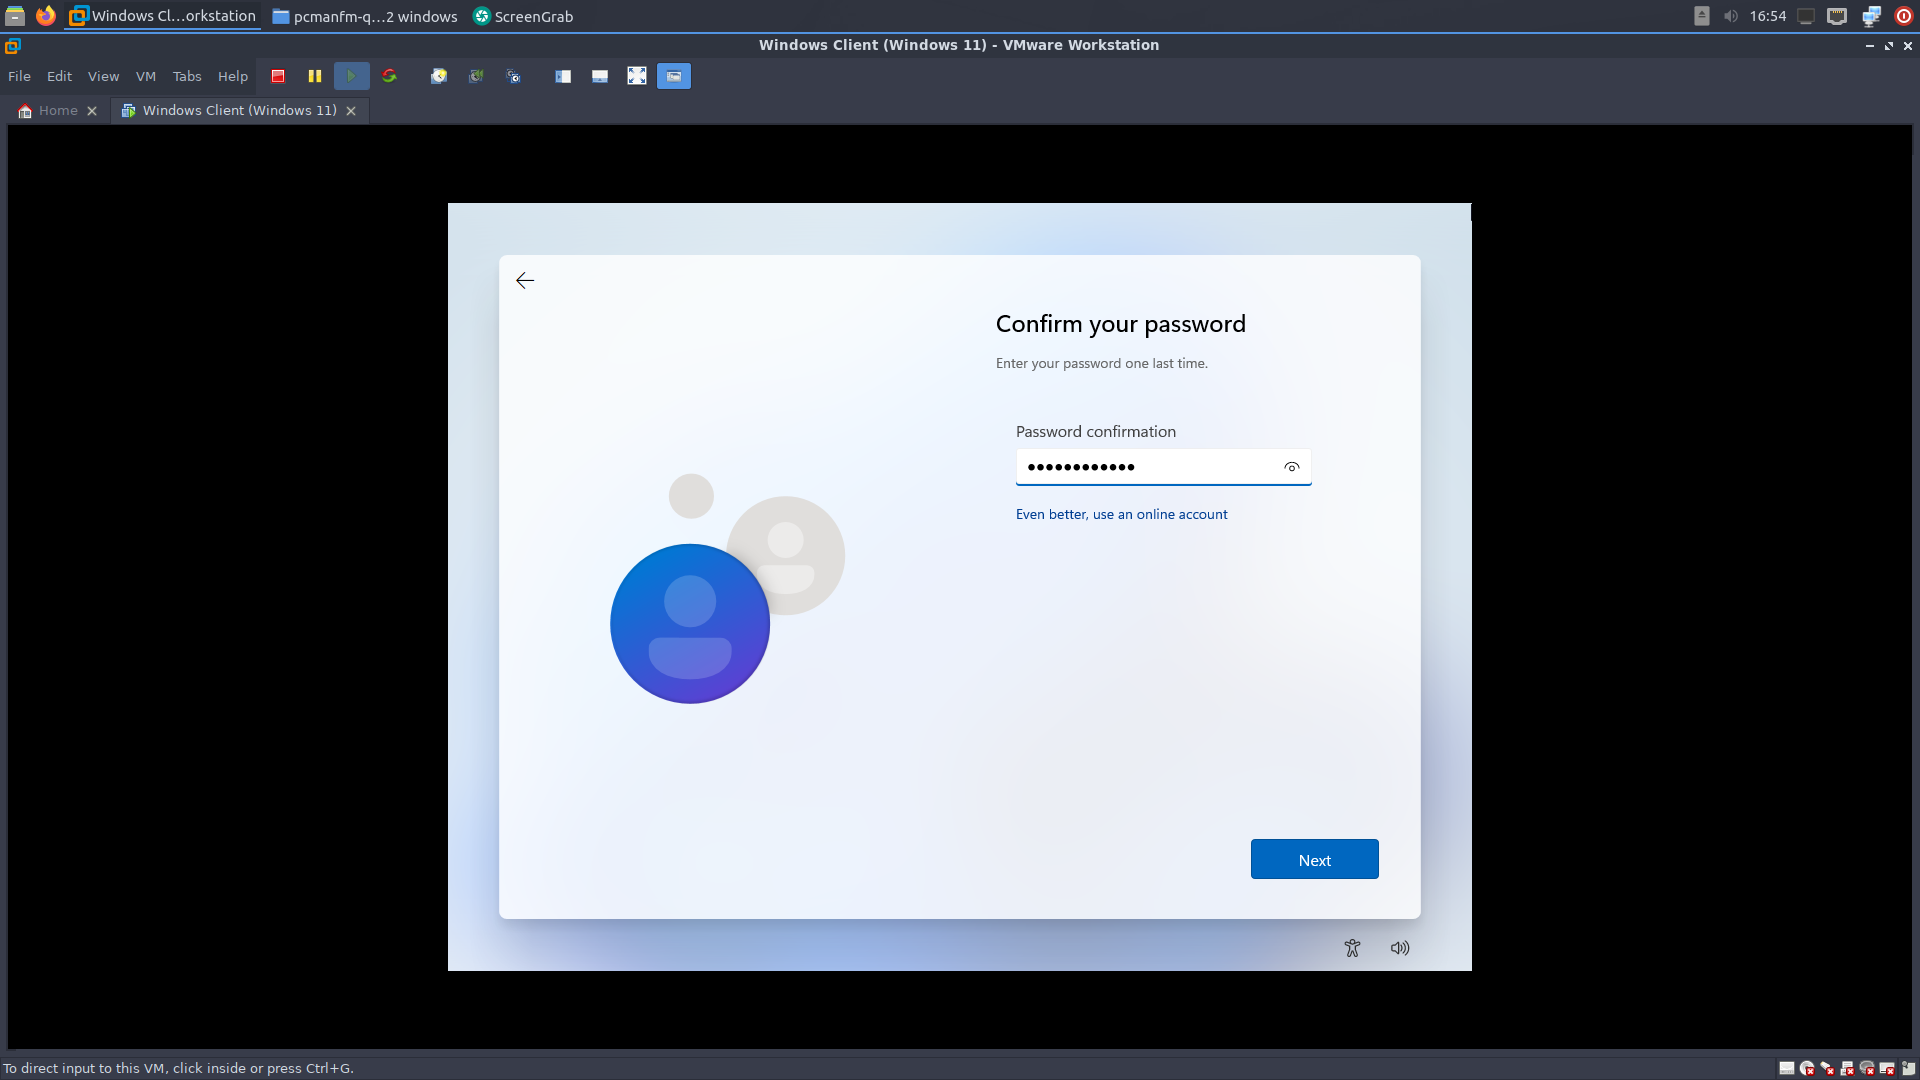 Windows Cl...orkstation
pcmanfm-q...2 windows
ScreenGrab
16:54
Windows Client (Windows 11) - VMware Workstation
File Edit View VM Tabs Help
Home
Windows Client (Windows 11)
Confirm your password
Enter your password one last time.
Password confirmation
••••••••••••
Even better, use an online account
Next
To direct input to this VM, click inside or press Ctrl+G.